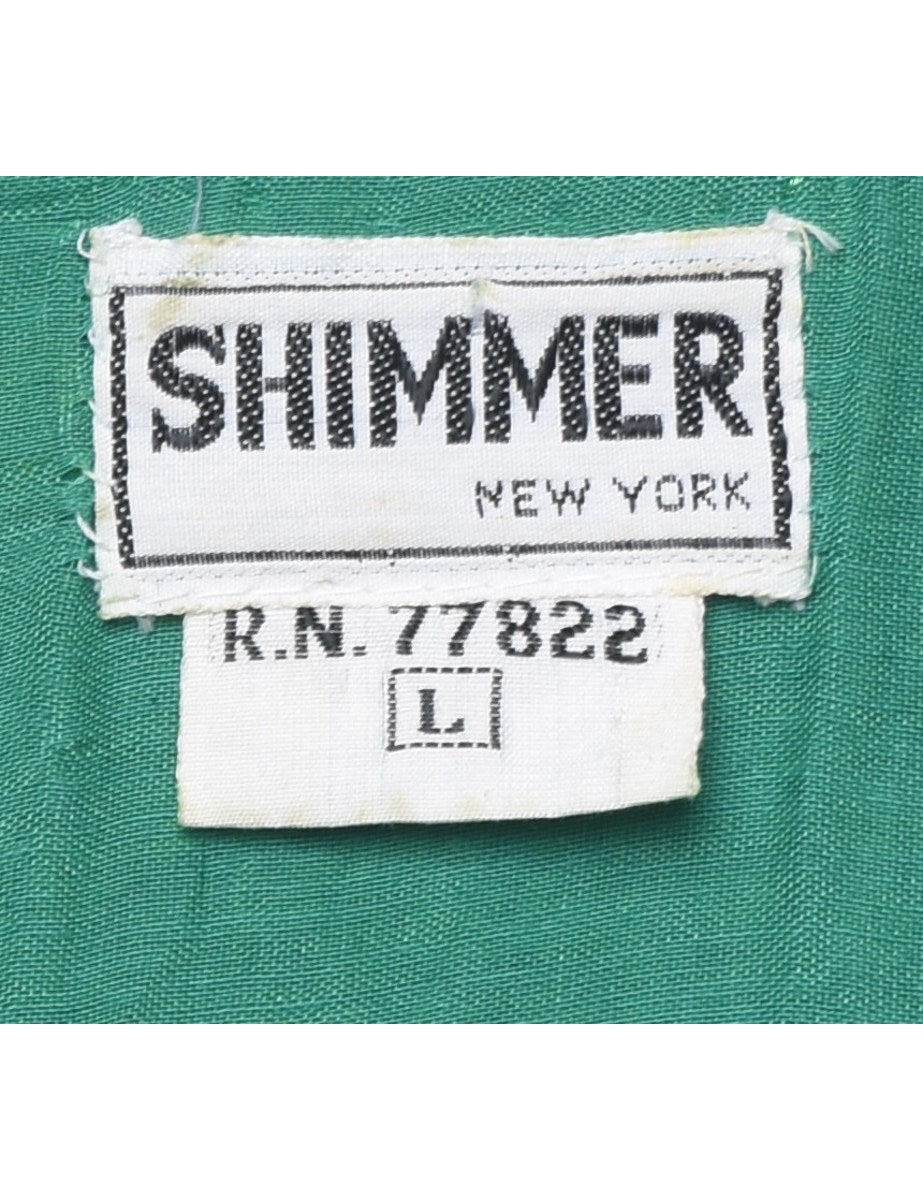 SHIMMER
NEW YORK
R.N. 77822
L